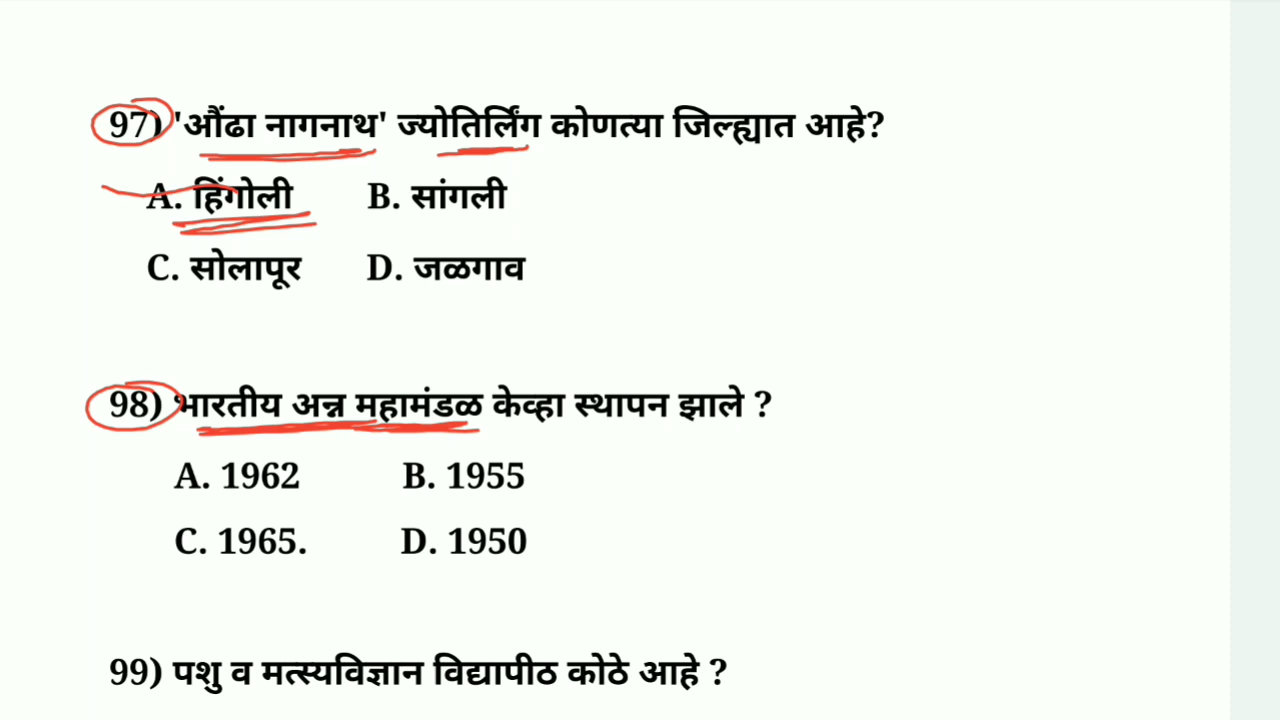 97) 'औंढा नागनाथ' ज्योतिर्लिंग कोणत्या जिल्ह्यात आहे?
A. हिंगोली B. सांगली
C. सोलापूर D. जळगाव
98) भारतीय अन्न महामंडळ केव्हा स्थापन झाले ?
A. 1962 B. 1955
C. 1965. D. 1950
99) पशु व मत्स्यविज्ञान विद्यापीठ कोठे आहे ?